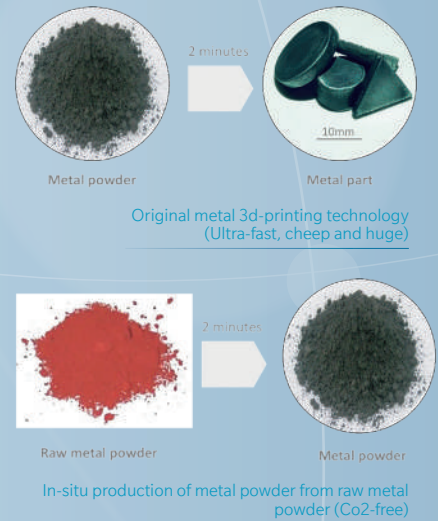 2 minutes
10mm
Metal powder
Metal part
Original metal 3d-printing technology
(Ultra-fast, cheep and huge)
2 minutes
Raw metal powder
Metal powder
In-situ production of metal powder from raw metal
powder (Co2-free)